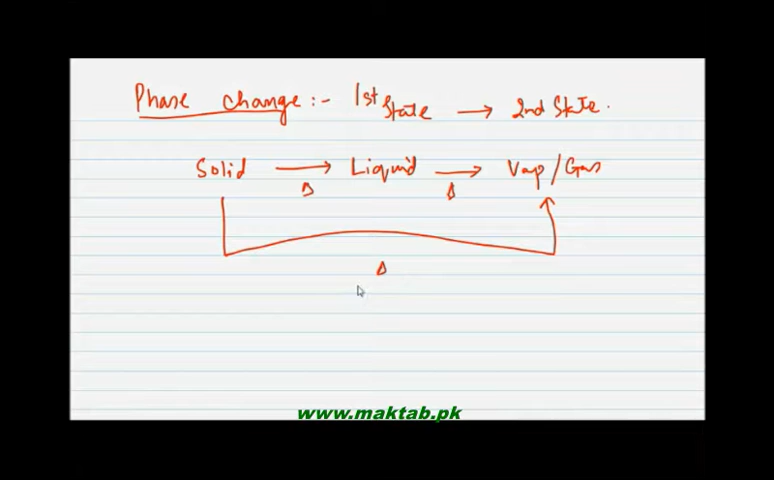 Phase change :- 1st State → 2nd State.
Solid → Liquid → Vap/Gas
Δ Δ
Δ
www.maktab.pk